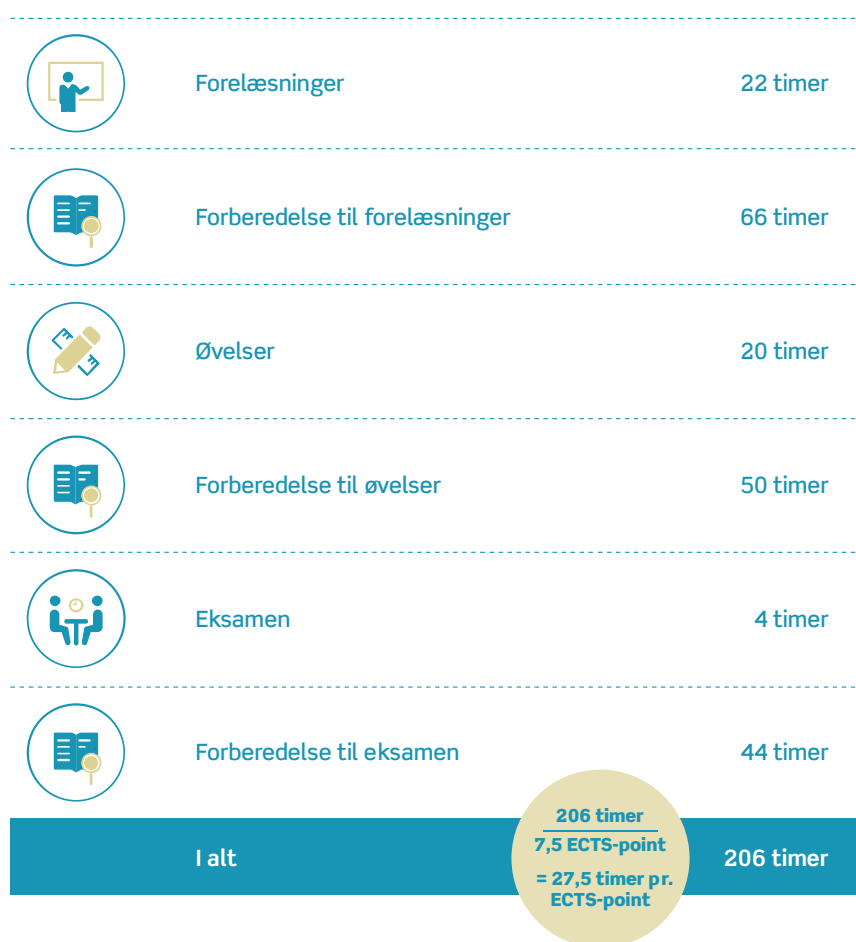 Forelæsninger 22 timer
Forberedelse til forelæsninger 66 timer
Øvelser 20 timer
Forberedelse til øvelser 50 timer
Eksamen 4 timer
Forberedelse til eksamen 44 timer
206 timer
7,5 ECTS-point
= 27,5 timer pr.
ECTS-point
I alt 206 timer